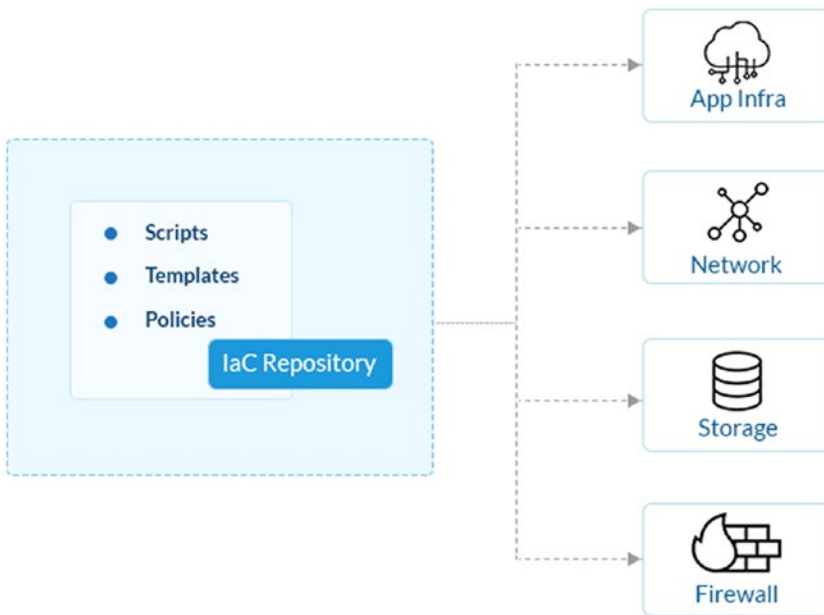 Scripts
Templates
Policies
IaC Repository
App Infra
Network
Storage
Firewall